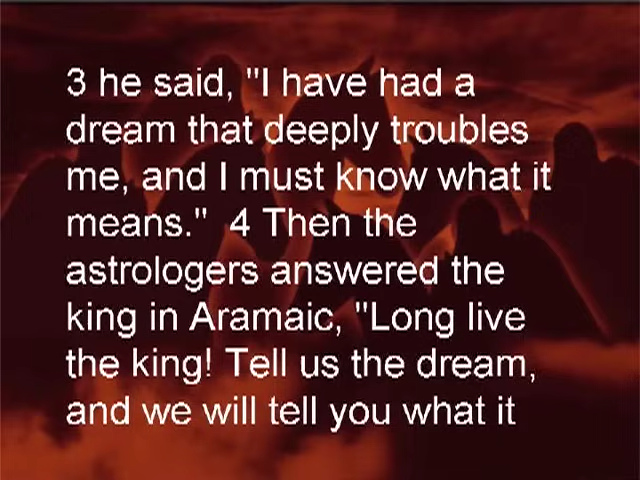 3 he said, "I have had a
dream that deeply troubles
me, and I must know what it
means."  4 Then the
astrologers answered the
king in Aramaic, "Long live
the king! Tell us the dream,
and we will tell you what it